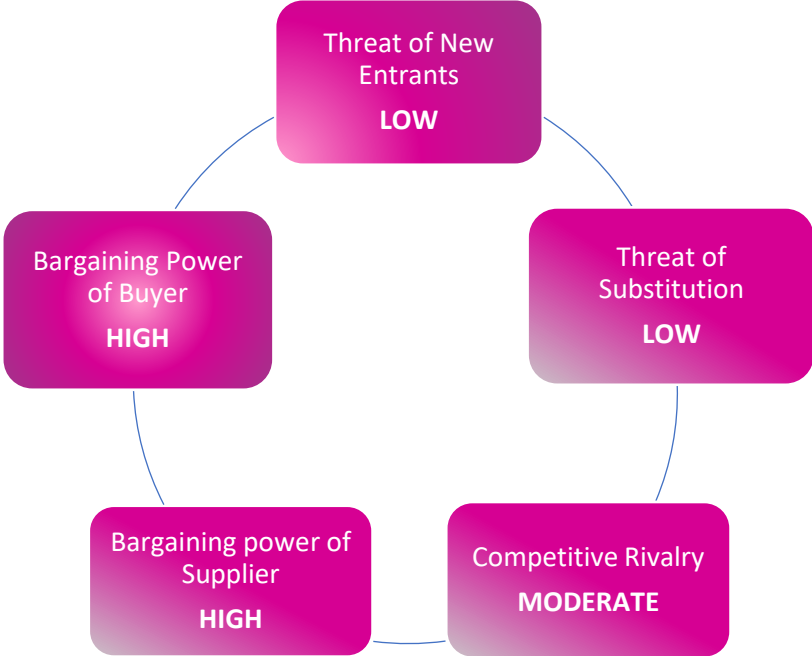 Threat of New
Entrants
LOW
Threat of
Substitution
LOW
Competitive Rivalry
MODERATE
Bargaining power of
Supplier
HIGH
Bargaining Power
of Buyer
HIGH